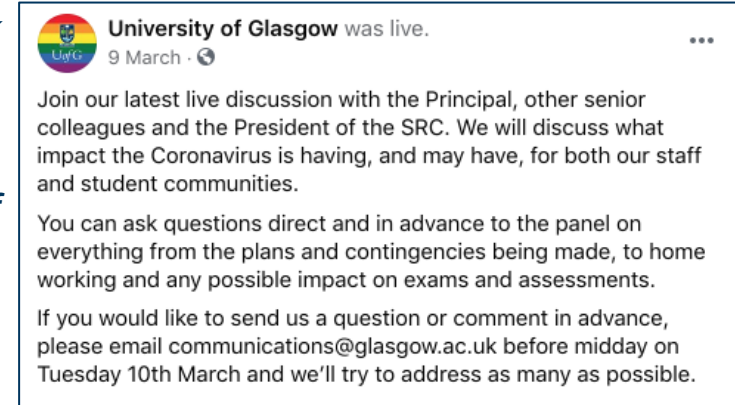 University of Glasgow was live.
UofG
9 March ·
Join our latest live discussion with the Principal, other senior
colleagues and the President of the SRC. We will discuss what
impact the Coronavirus is having, and may have, for both our staff
and student communities.
You can ask questions direct and in advance to the panel on
everything from the plans and contingencies being made, to home
working and any possible impact on exams and assessments.
If you would like to send us a question or comment in advance,
please email communications@glasgow.ac.uk before midday on
Tuesday 10th March and we'll try to address as many as possible.